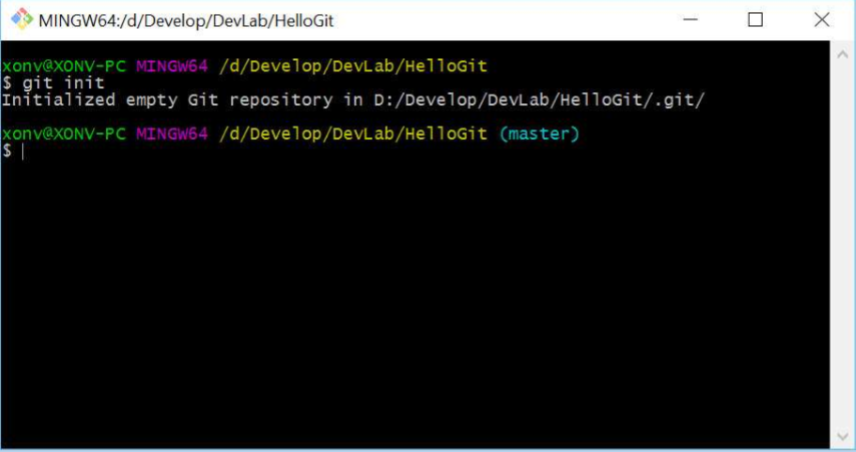 MINGW64:/d/Develop/DevLab/HelloGit
xonv@XONV-PC MINGW64 /d/Develop/DevLab/HelloGit
$ git init
Initialized empty Git repository in D:/Develop/DevLab/HelloGit/.git/
xonv@XONV-PC MINGW64 /d/Develop/DevLab/HelloGit (master)
$